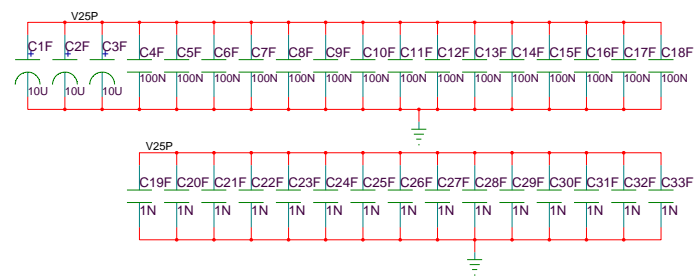 V25P
C1F C2F C3F C4F C5F C6F C7F C8F C9F C10F C11F C12F C13F C14F C15F C16F C17F C18F
+ + +
10U 10U 10U 100N 100N 100N 100N 100N 100N 100N 100N 100N 100N 100N 100N 100N 100N 100N
V25P
C19F C20F C21F C22F C23F C24F C25F C26F C27F C28F C29F C30F C31F C32F C33F
1N 1N 1N 1N 1N 1N 1N 1N 1N 1N 1N 1N 1N 1N 1N